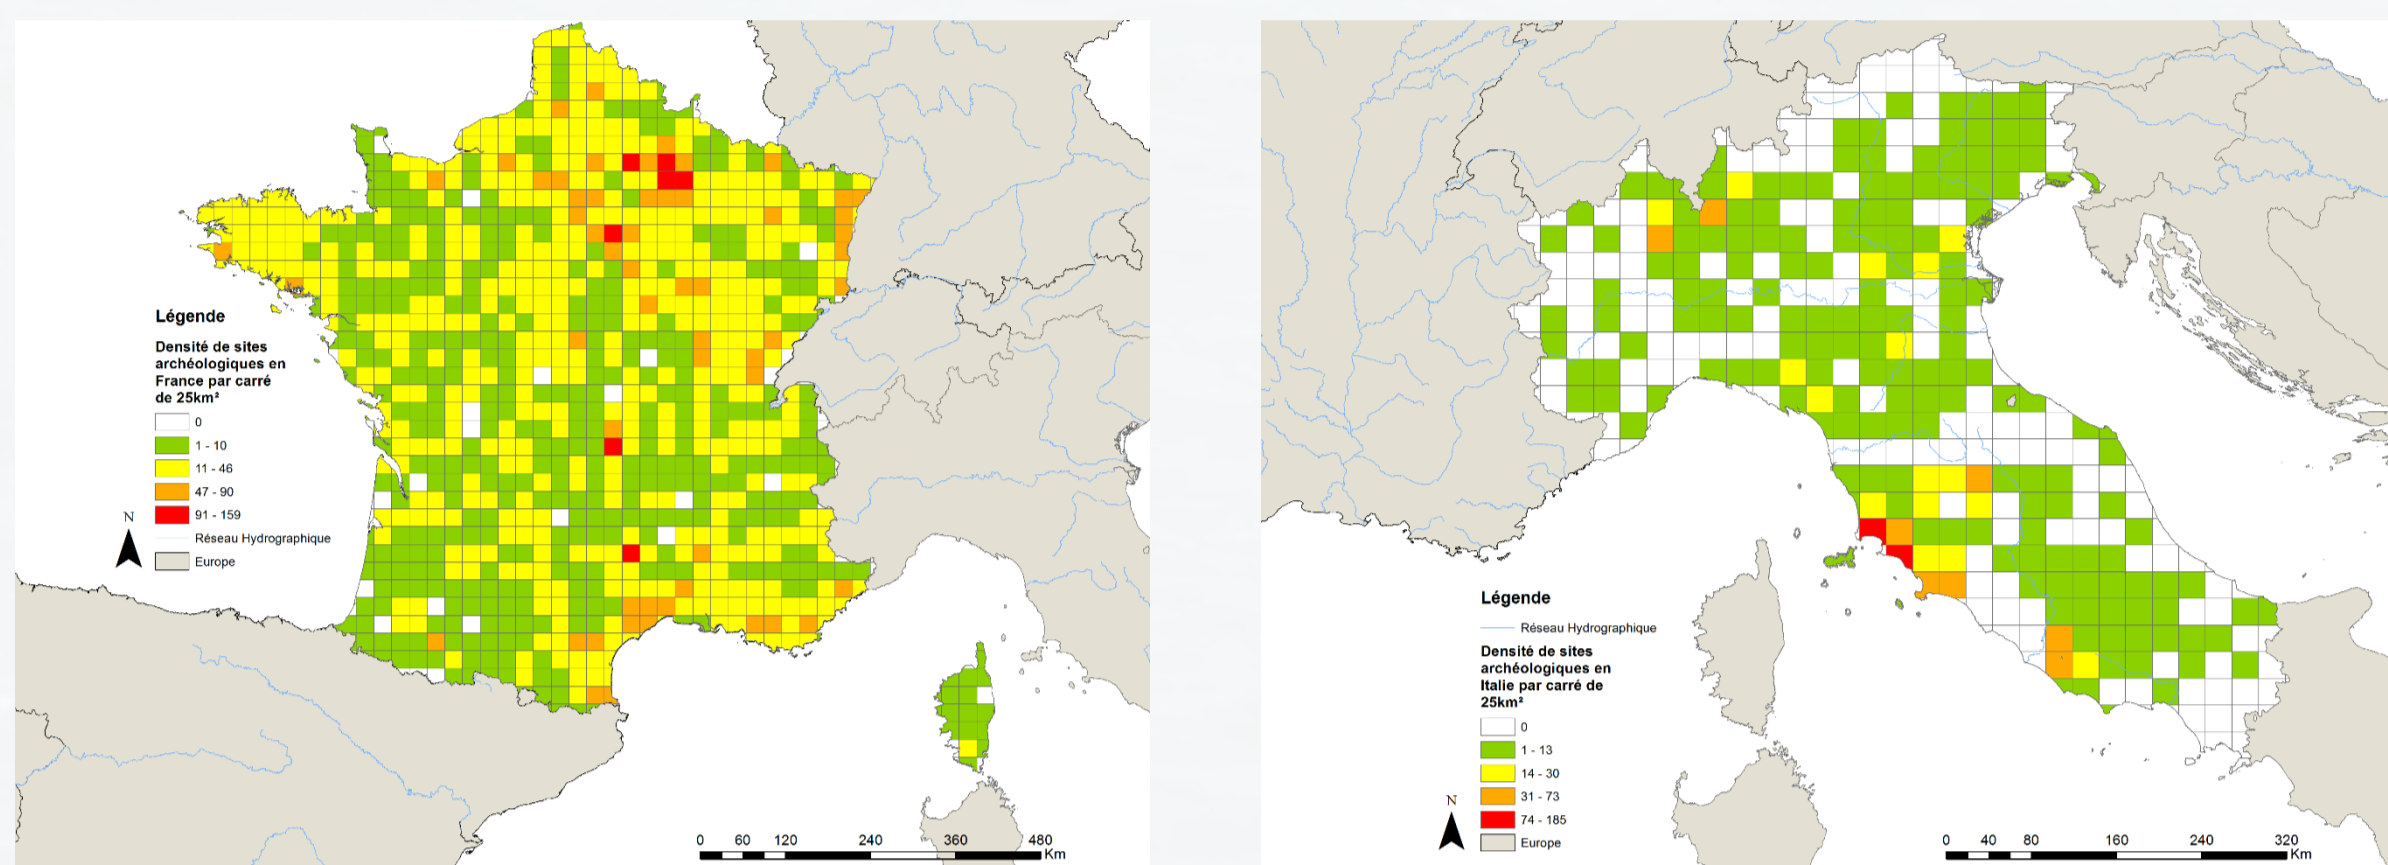 Légende
Densité de sites
archéologiques en
France par carré
de 25km²
0
1 - 10
11 - 46
47 - 90
91 - 159
Réseau Hydrographique
Europe
N
0 60 120 240 360 480
Km
Légende
Réseau Hydrographique
Densité de sites
archéologiques en
Italie par carré de
25km²
0
1 - 13
14 - 30
31 - 73
74 - 185
Europe
N
0 40 80 160 240 320
Km